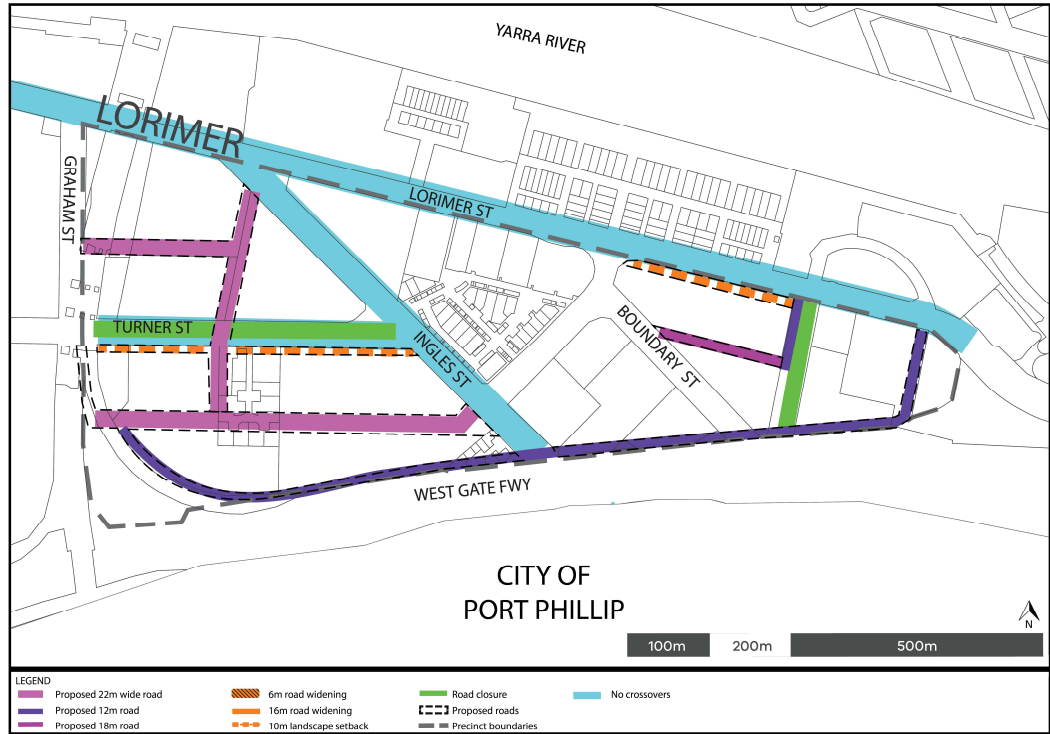 YARRA RIVER
LORIMER
GRAHAM ST
LORIMER ST
TURNER ST
INGLES ST
BOUNDARY ST
WEST GATE FWY
CITY OF
PORT PHILLIP
N
100m 200m 500m
LEGEND
Proposed 22m wide road 6m road widening Road closure No crossovers
Proposed 12m road 16m road widening Proposed roads
Proposed 18m road 10m landscape setback Precinct boundaries